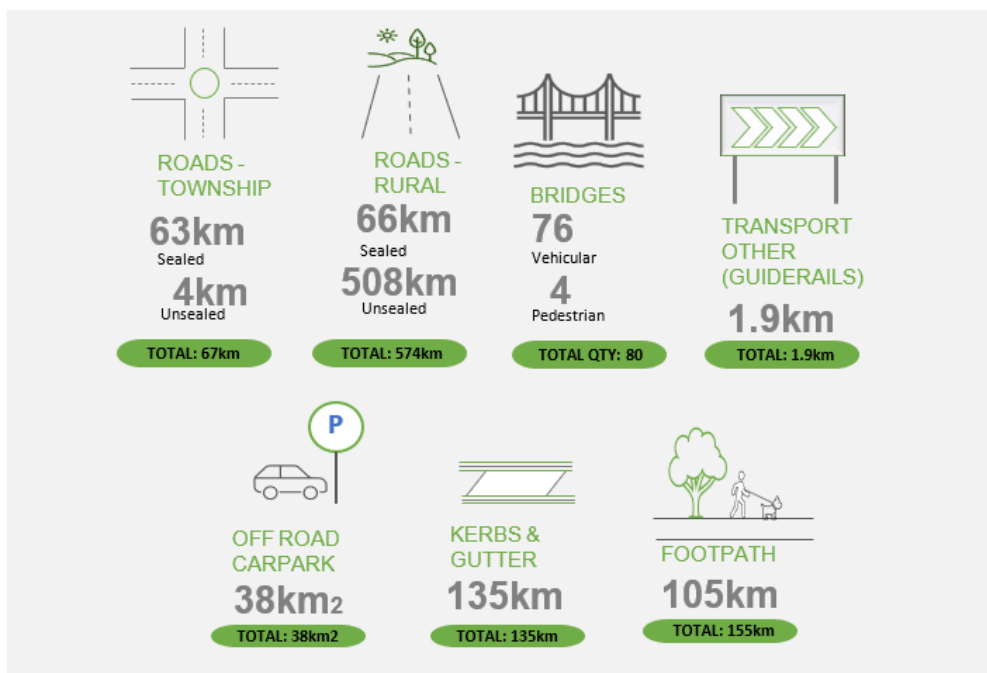 ROADS -
TOWNSHIP
63km
Sealed
4km
Unsealed
TOTAL: 67km
ROADS -
RURAL
66km
Sealed
508km
Unsealed
TOTAL: 574km
BRIDGES
76
Vehicular
4
Pedestrian
TOTAL QTY: 80
TRANSPORT
OTHER
(GUIDERAILS)
1.9km
TOTAL: 1.9km
P
OFF ROAD
CARPARK
38km2
TOTAL: 38km2
KERBS &
GUTTER
135km
TOTAL: 135km
FOOTPATH
105km
TOTAL: 155km